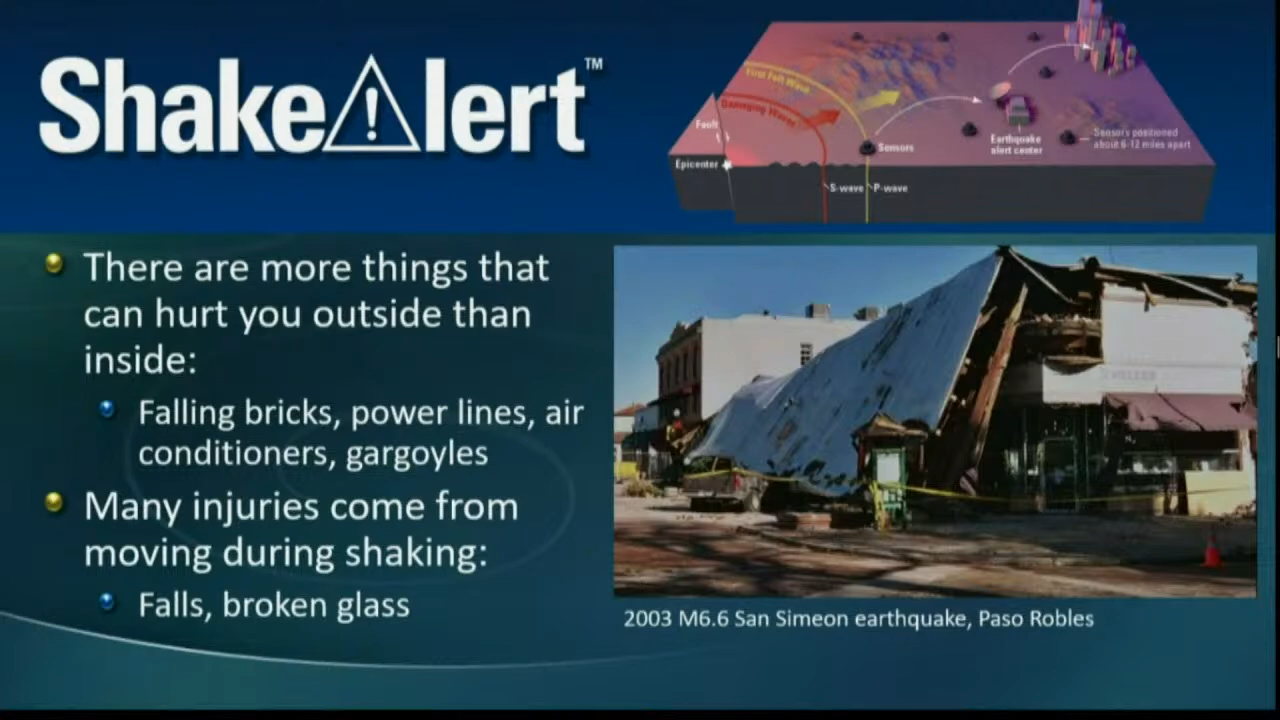 ShakeAlert™
First Felt Wave
Damaging Wave
Fault
Epicenter
Sensors
S-wave
P-wave
Earthquake
alert center
Sensors positioned
about 6-12 miles apart
There are more things that
can hurt you outside than
inside:
Falling bricks, power lines, air
conditioners, gargoyles
Many injuries come from
moving during shaking:
Falls, broken glass
2003 M6.6 San Simeon earthquake, Paso Robles